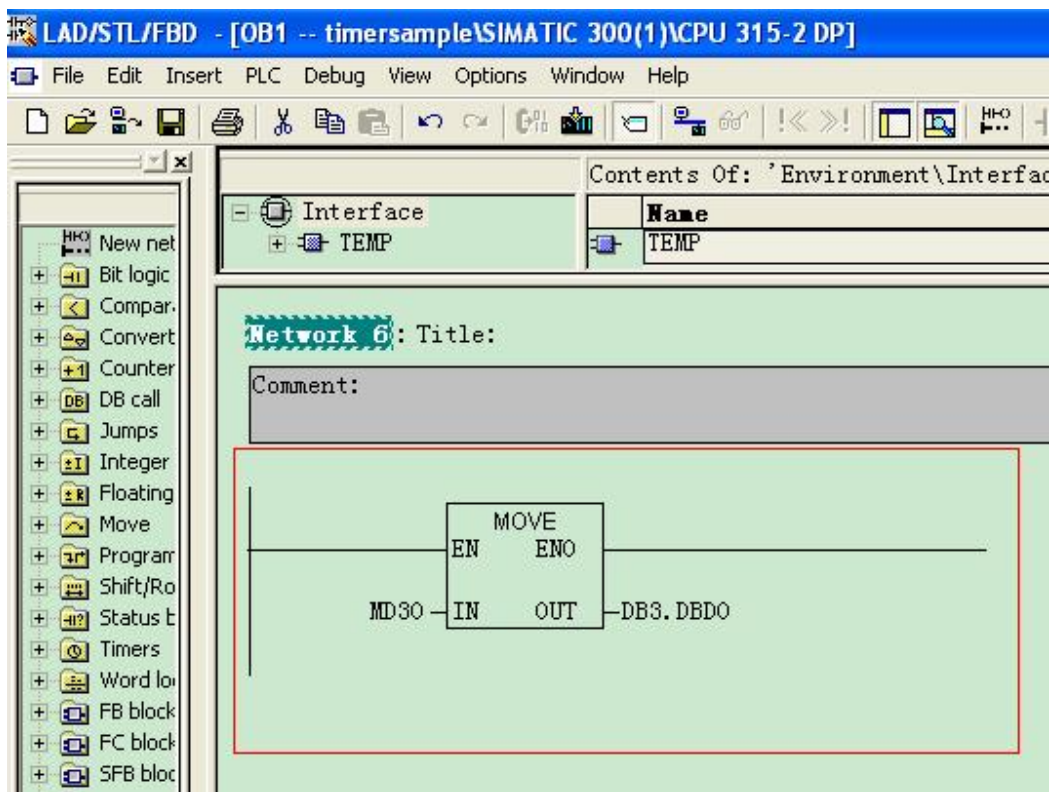 LAD/STL/FBD - [OB1 -- timersample\SIMATIC 300(1)\CPU 315-2 DP]
File Edit Insert PLC Debug View Options Window Help
Contents Of: 'Environment\Interfac
Interface
Name
TEMP
TEMP
New net
Bit logic
Compar
Convert
Counter
DB call
Jumps
Integer
Floating
Move
Program
Shift/Ro
Status b
Timers
Word lo
FB block
FC block
SFB bloc
Network 6: Title:
Comment:
MOVE
EN ENO
MD30 IN OUT DB3.DBD0